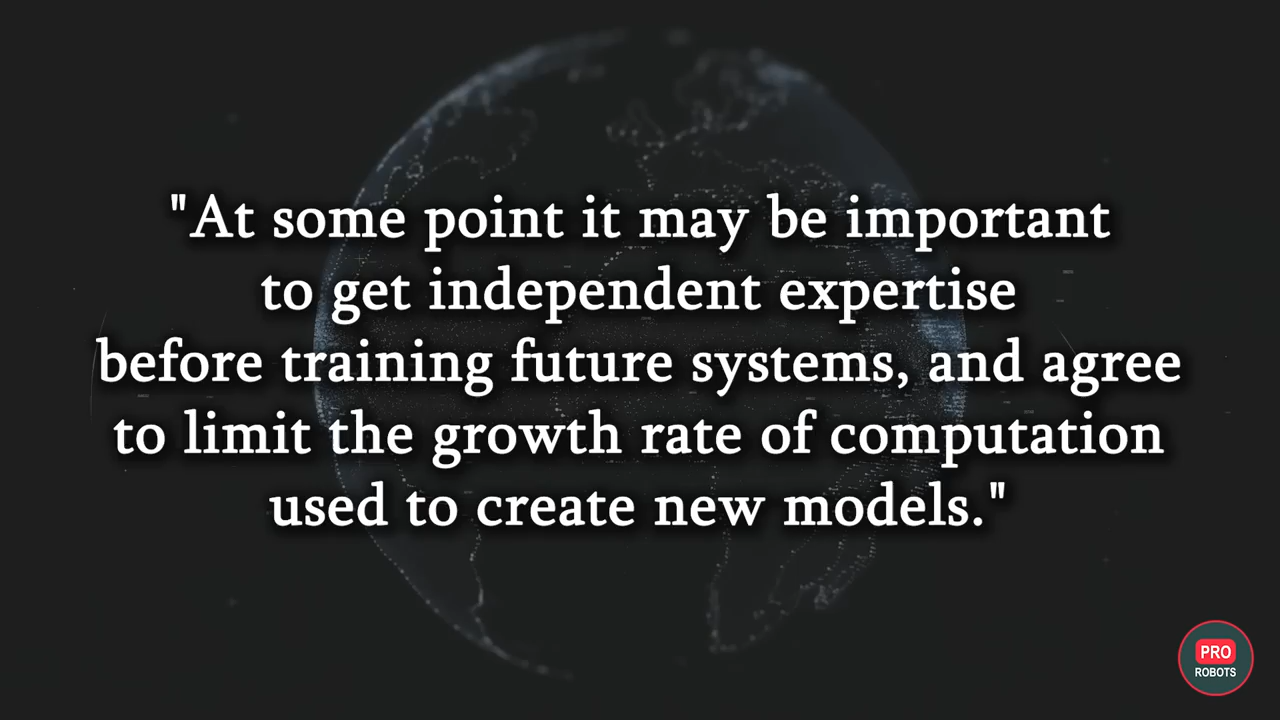 "At some point it may be important
to get independent expertise
before training future systems, and agree
to limit the growth rate of computation
used to create new models."
PRO
ROBOTS